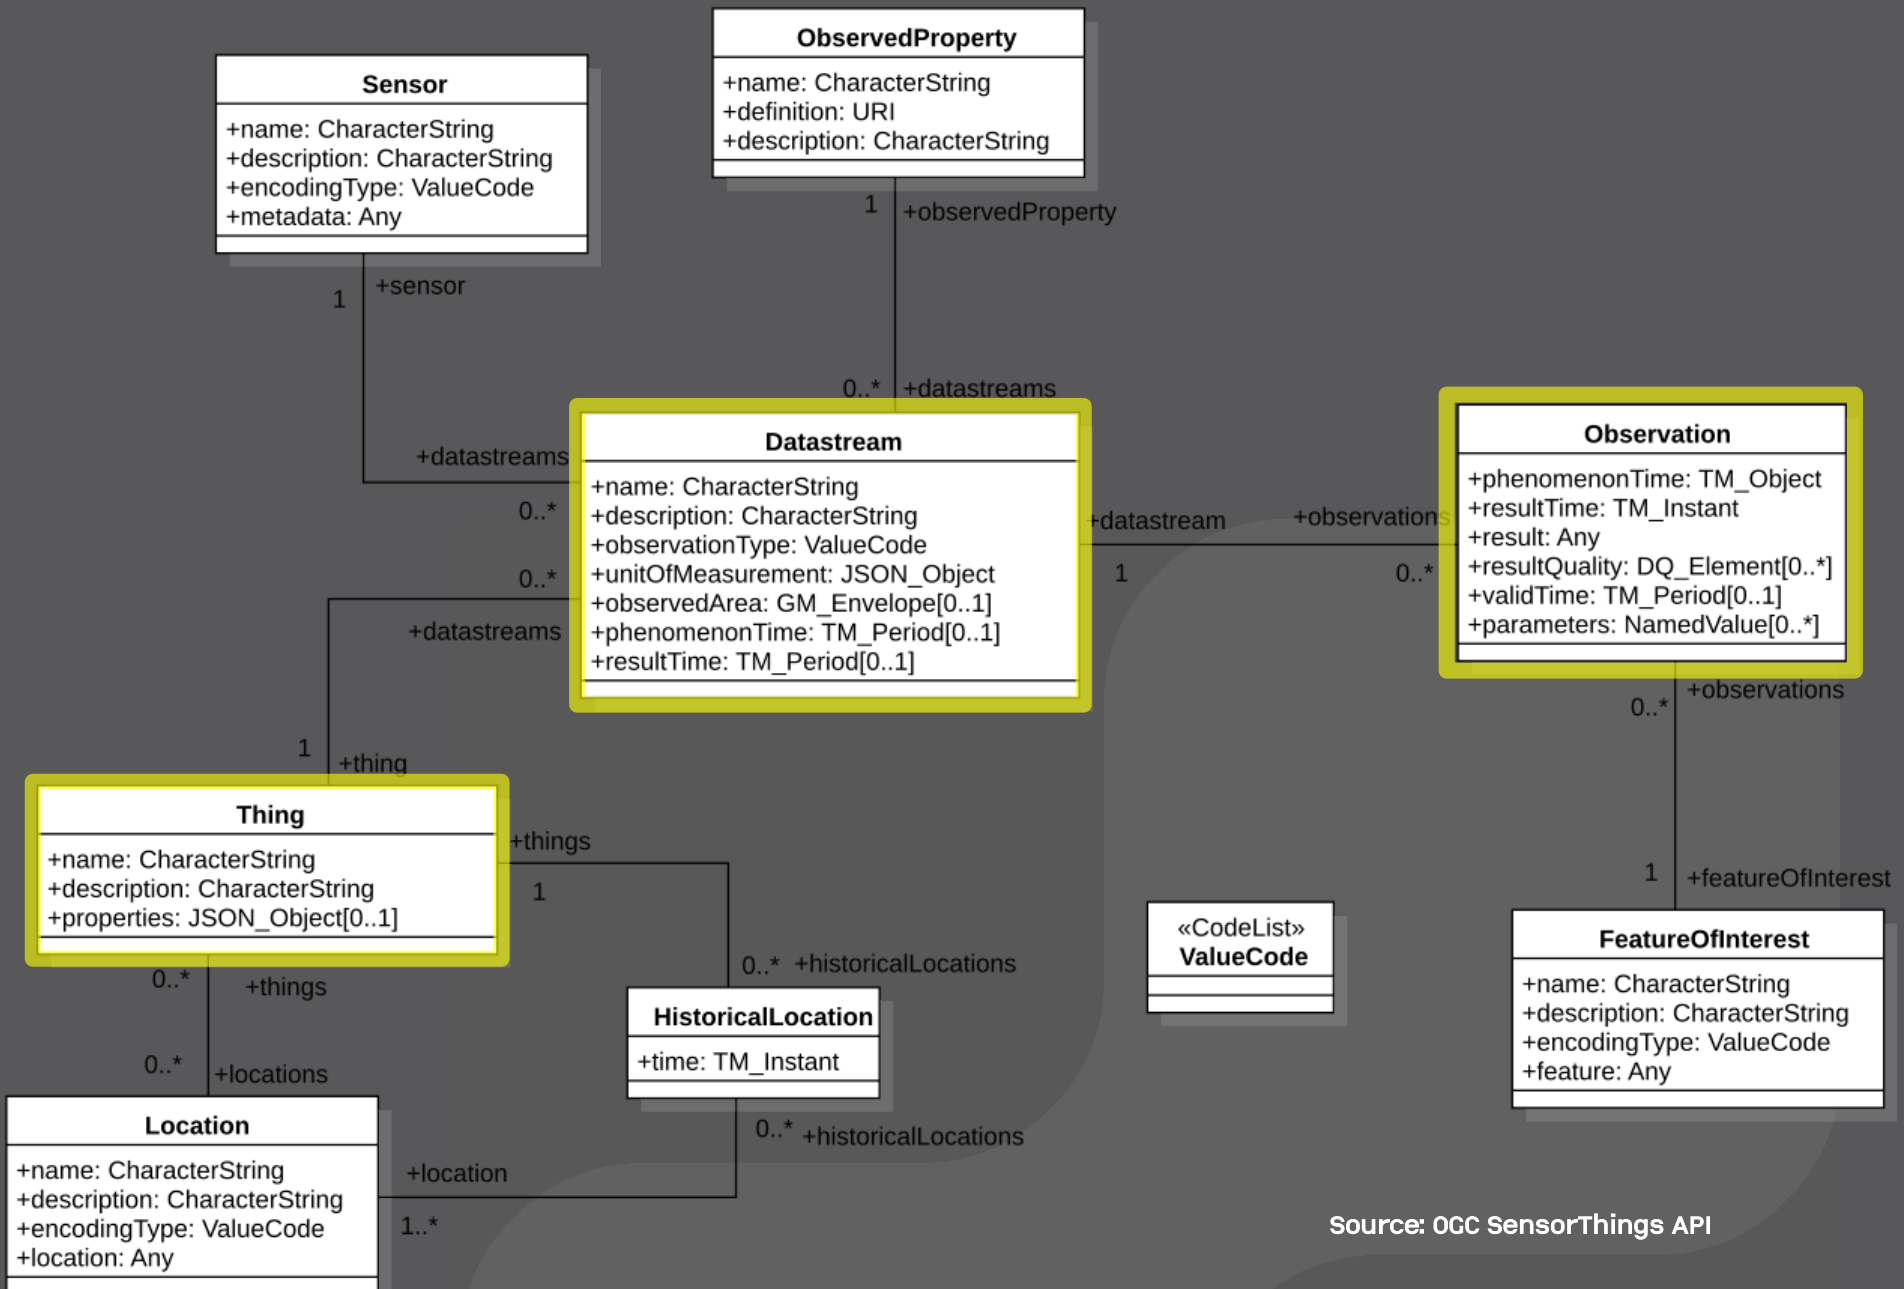 ObservedProperty
+name: CharacterString
+definition: URI
+description: CharacterString
Sensor
+name: CharacterString
+description: CharacterString
+encodingType: ValueCode
+metadata: Any
1
+observedProperty
+sensor
1
0..*
+datastreams
+datastreams
0..*
Datastream
+name: CharacterString
+description: CharacterString
+observationType: ValueCode
+unitOfMeasurement: JSON_Object
+observedArea: GM_Envelope[0..1]
+phenomenonTime: TM_Period[0..1]
+resultTime: TM_Period[0..1]
+datastream
1
+observations
0..*
Observation
+phenomenonTime: TM_Object
+resultTime: TM_Instant
+result: Any
+resultQuality: DQ_Element[0..*]
+validTime: TM_Period[0..1]
+parameters: NamedValue[0..*]
0..*
+datastreams
1
+thing
0..*
+observations
Thing
+name: CharacterString
+description: CharacterString
+properties: JSON_Object[0..1]
+things
1
0..*
+historicalLocations
1
+featureOfInterest
«CodeList»
ValueCode
FeatureOfInterest
+name: CharacterString
+description: CharacterString
+encodingType: ValueCode
+feature: Any
0..*
+things
0..*
+locations
HistoricalLocation
+time: TM_Instant
0..*
+historicalLocations
Location
+name: CharacterString
+description: CharacterString
+encodingType: ValueCode
+location: Any
+location
1..*
Source: OGC SensorThings API